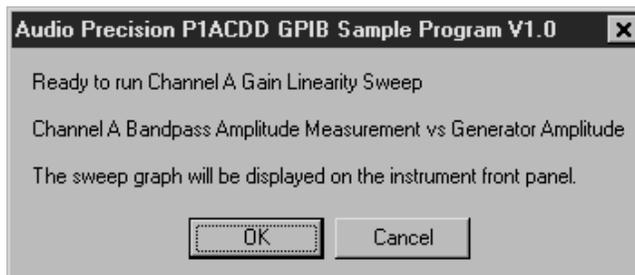 Audio Precision P1ACDD GPIB Sample Program V1.0
Ready to run Channel A Gain Linearity Sweep
Channel A Bandpass Amplitude Measurement vs Generator Amplitude
The sweep graph will be displayed on the instrument front panel.
OK Cancel